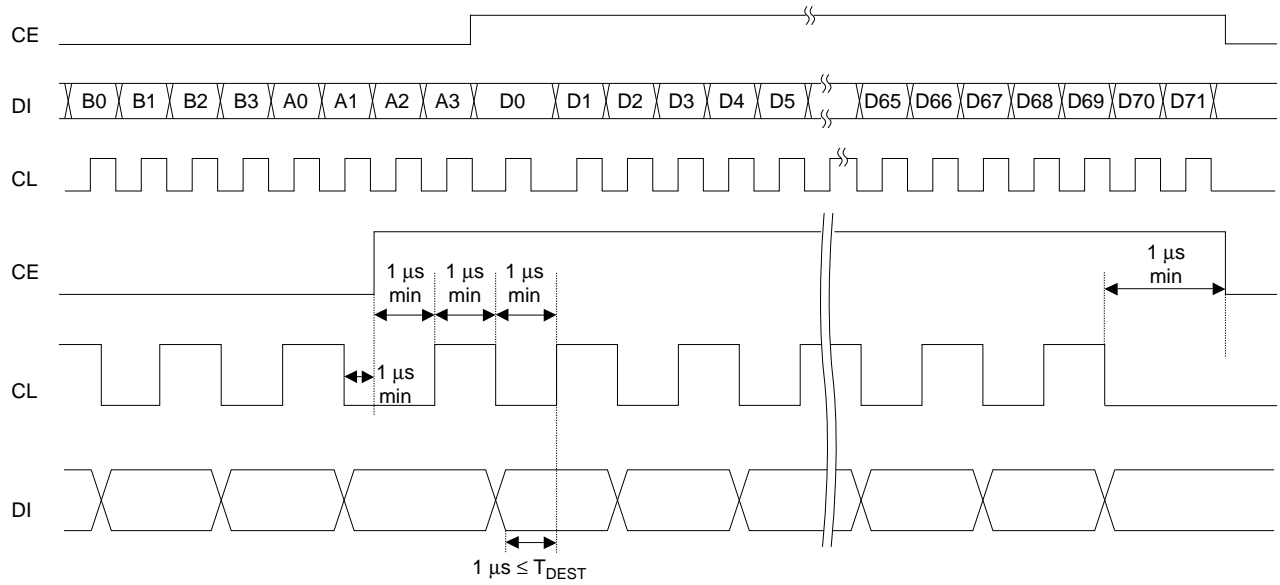 CE
DI B0 B1 B2 B3 A0 A1 A2 A3 D0 D1 D2 D3 D4 D5 D65 D66 D67 D68 D69 D70 D71
CL
CE
1 μs
min
1 μs
min
1 μs
min
1 μs
min
CL
1 μs
min
DI
1 μs ≤ T_DEST